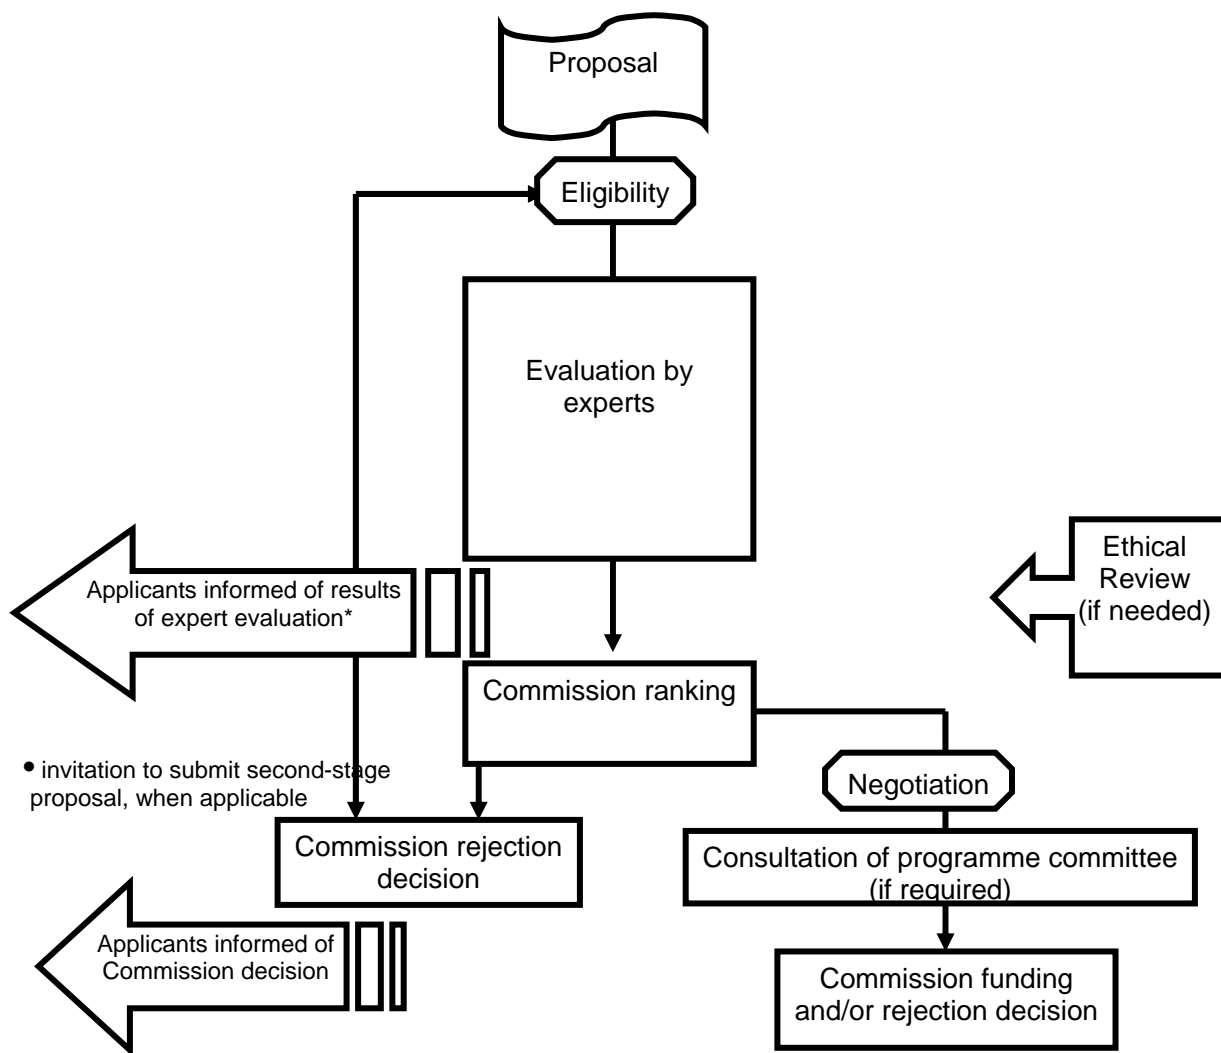 Proposal
Eligibility
Evaluation by
experts
Ethical
Review
(if needed)
Applicants informed of results
of expert evaluation*
Commission ranking
• invitation to submit second-stage
proposal, when applicable
Negotiation
Commission rejection
decision
Consultation of programme committee
(if required)
Applicants informed of
Commission decision
Commission funding
and/or rejection decision